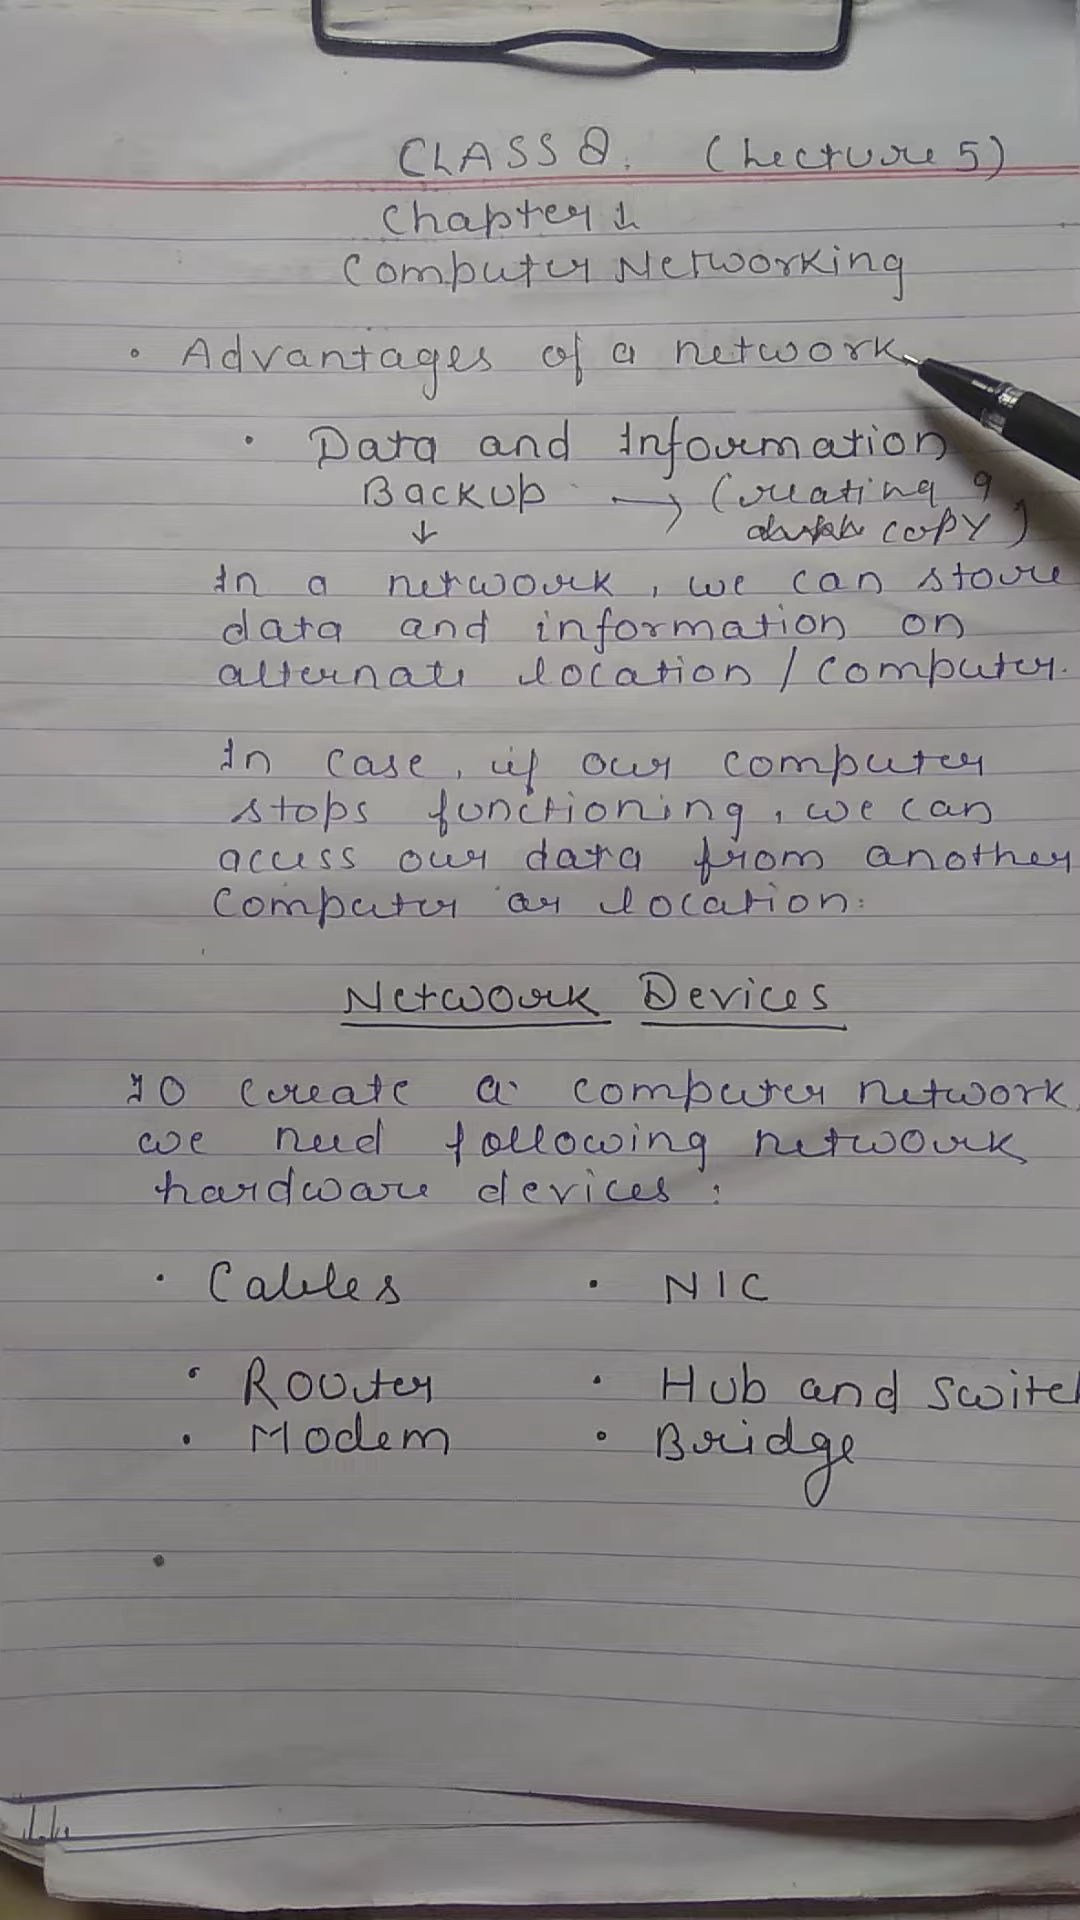 CLASS 8. (Lecture 5)
Chapter 1
Computer Networking
• Advantages of a network
• Data and Information
Backup → (creating a
copy)
↓
In a network, we can store
data and information on
alternate location / computer.
In case, if our computer
stops functioning, we can
access our data from another
computer or location.
Network Devices
To create a computer network,
we need following network
hardware devices :
• Cables • NIC
• Router • Hub and Switch
• Modem • Bridge